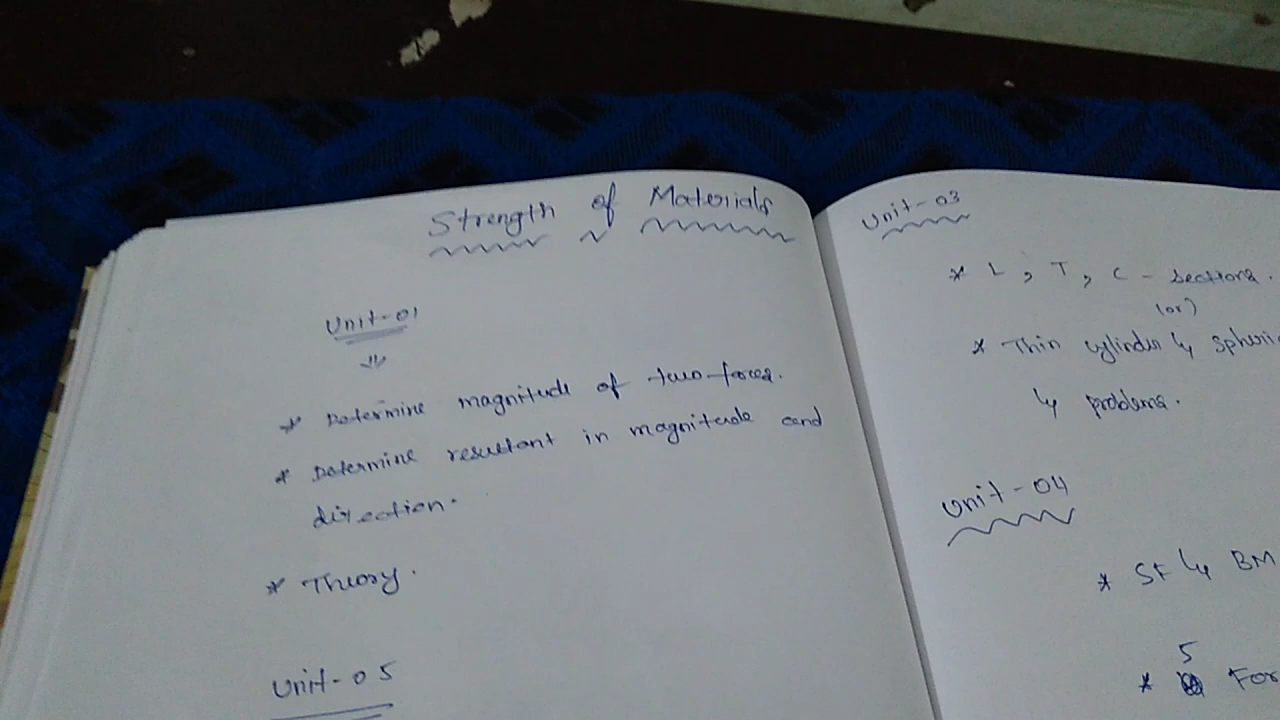 Strength of Materials
Unit-01
* Determine magnitude of two forces.
* Determine resultant in magnitude and
direction.
* Theory.
Unit-05
Unit-03
* L, T, C - sections.
(or)
* Thin cylinder & spheri
& problems.
Unit-04
* SF & BM
5
* For